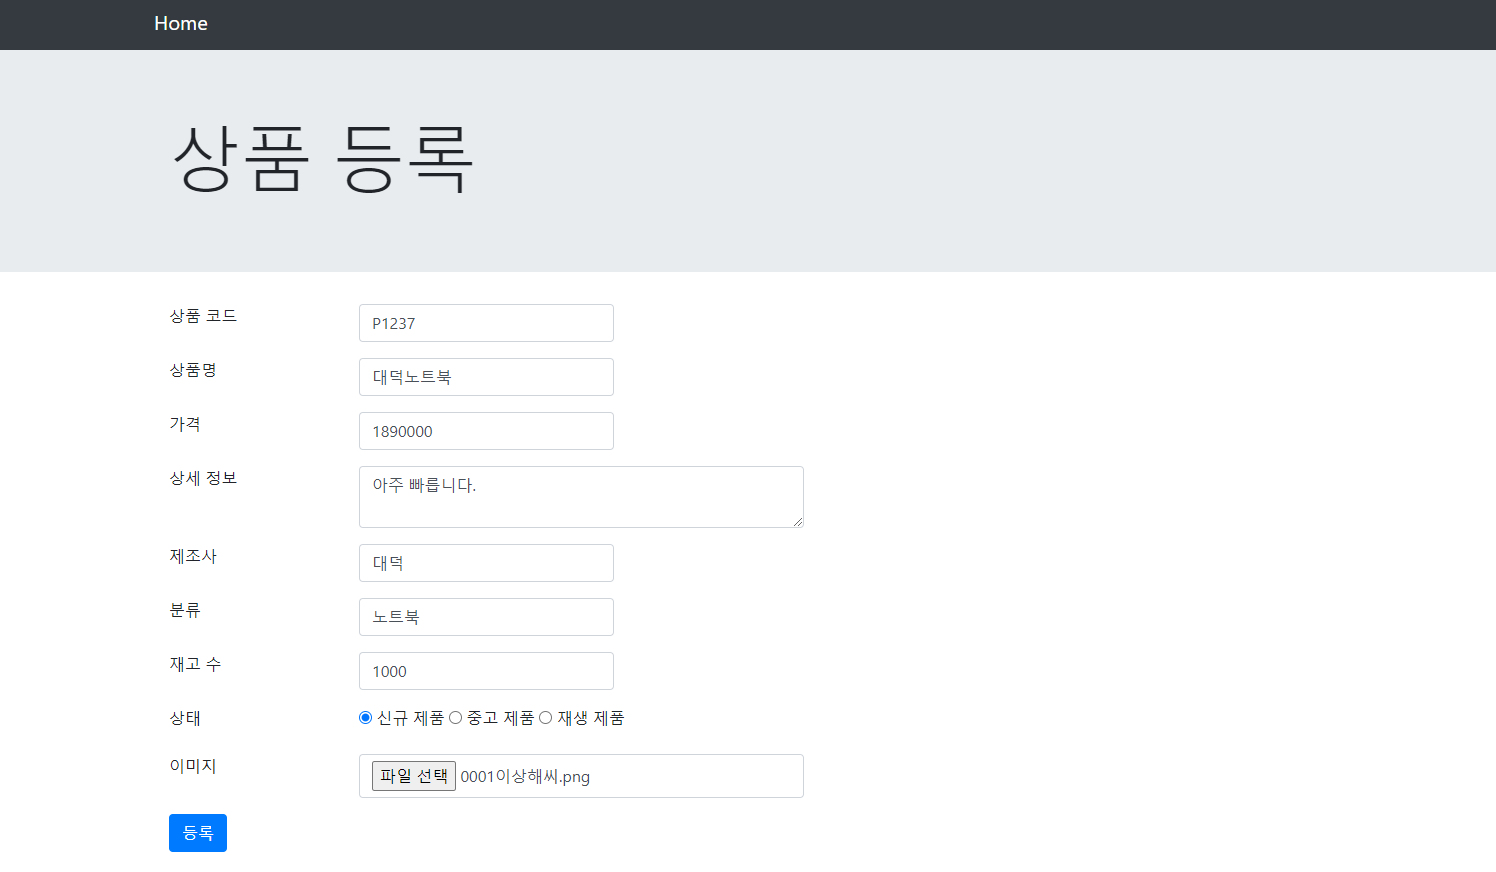 Home
상품 등록
상품 코드 P1237
상품명 대덕노트북
가격 1890000
상세 정보 아주 빠릅니다.
제조사 대덕
분류 노트북
재고 수 1000
상태 신규 제품 중고 제품 재생 제품
이미지 파일 선택 0001이상해씨.png
등록